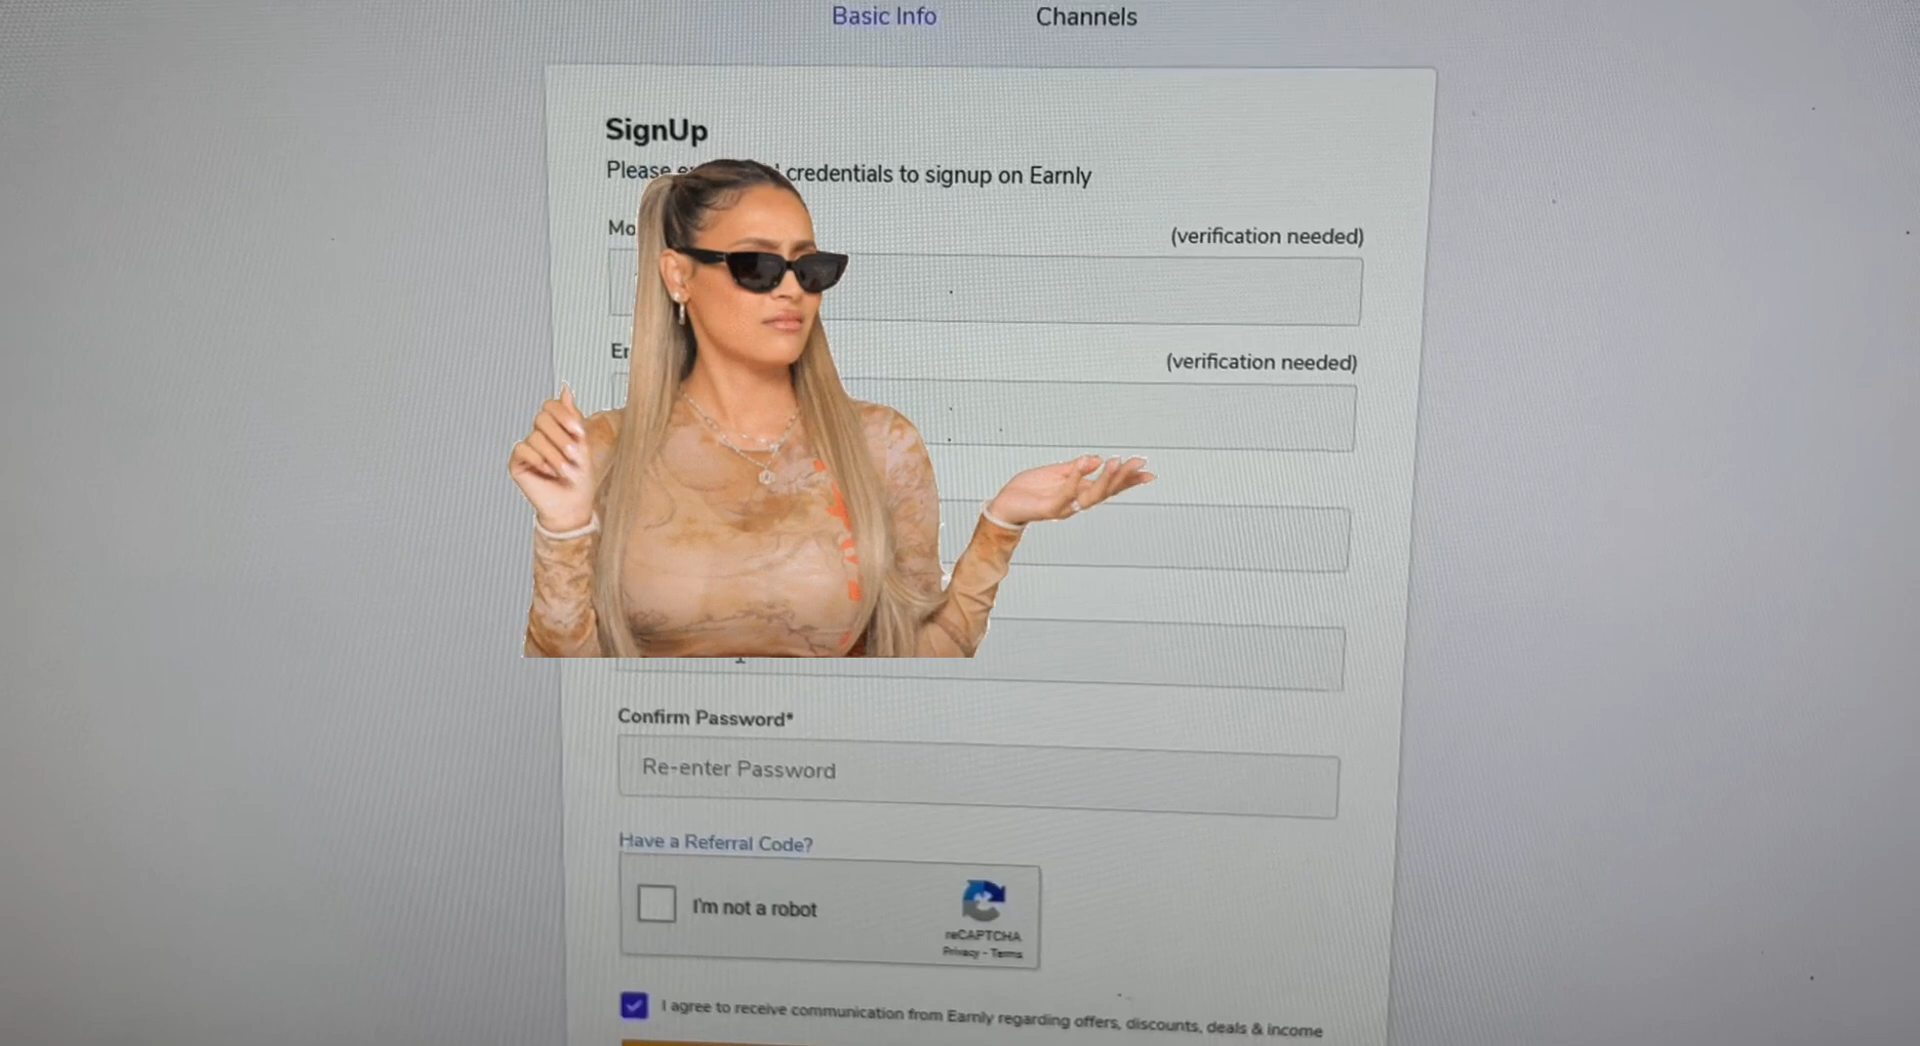 Basic Info Channels
SignUp
Please credentials to signup on Earnly
(verification needed)
(verification needed)
Confirm Password*
Re-enter Password
Have a Referral Code?
I'm not a robot
reCAPTCHA
Privacy - Terms
I agree to receive communication from Earnly regarding offers, discounts, deals & income